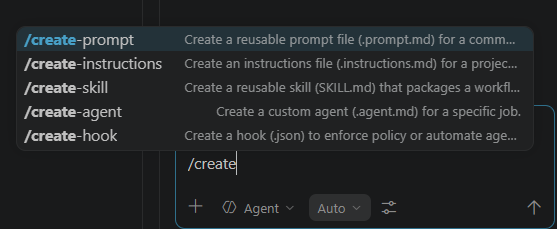 /create-prompt Create a reusable prompt file (.prompt.md) for a comm...
/create-instructions Create an instructions file (.instructions.md) for a projec...
/create-skill Create a reusable skill (SKILL.md) that packages a workfl...
/create-agent Create a custom agent (.agent.md) for a specific job.
/create-hook Create a hook (.json) to enforce policy or automate age...
/create
Agent Auto